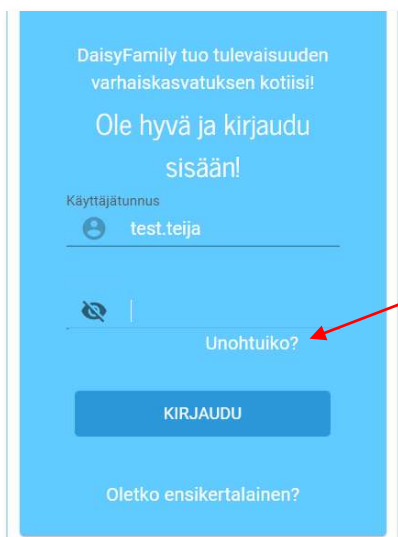 DaisyFamily tuo tulevaisuuden
varhaiskasvatuksen kotiisi!
Ole hyvä ja kirjaudu
sisään!
Käyttäjätunnus
test.teija
Unohtuiko?
KIRJAUDU
Oletko ensikertalainen?